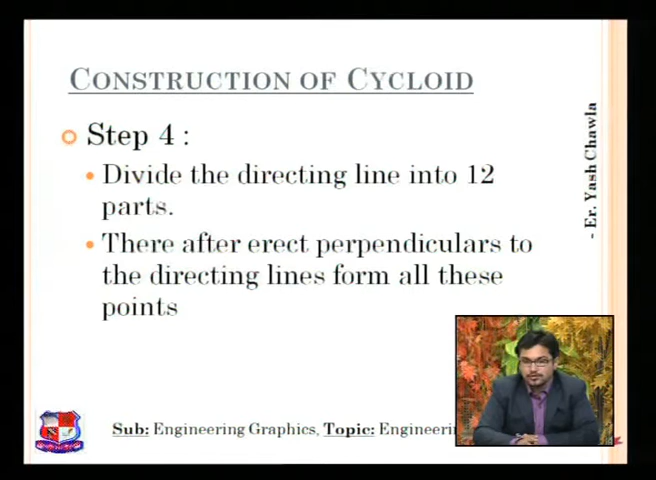 CONSTRUCTION OF CYCLOID
Step 4 :
Divide the directing line into 12
parts.
There after erect perpendiculars to
the directing lines form all these
points
- Er. Yash Chawla
Sub: Engineering Graphics, Topic: Engineeri